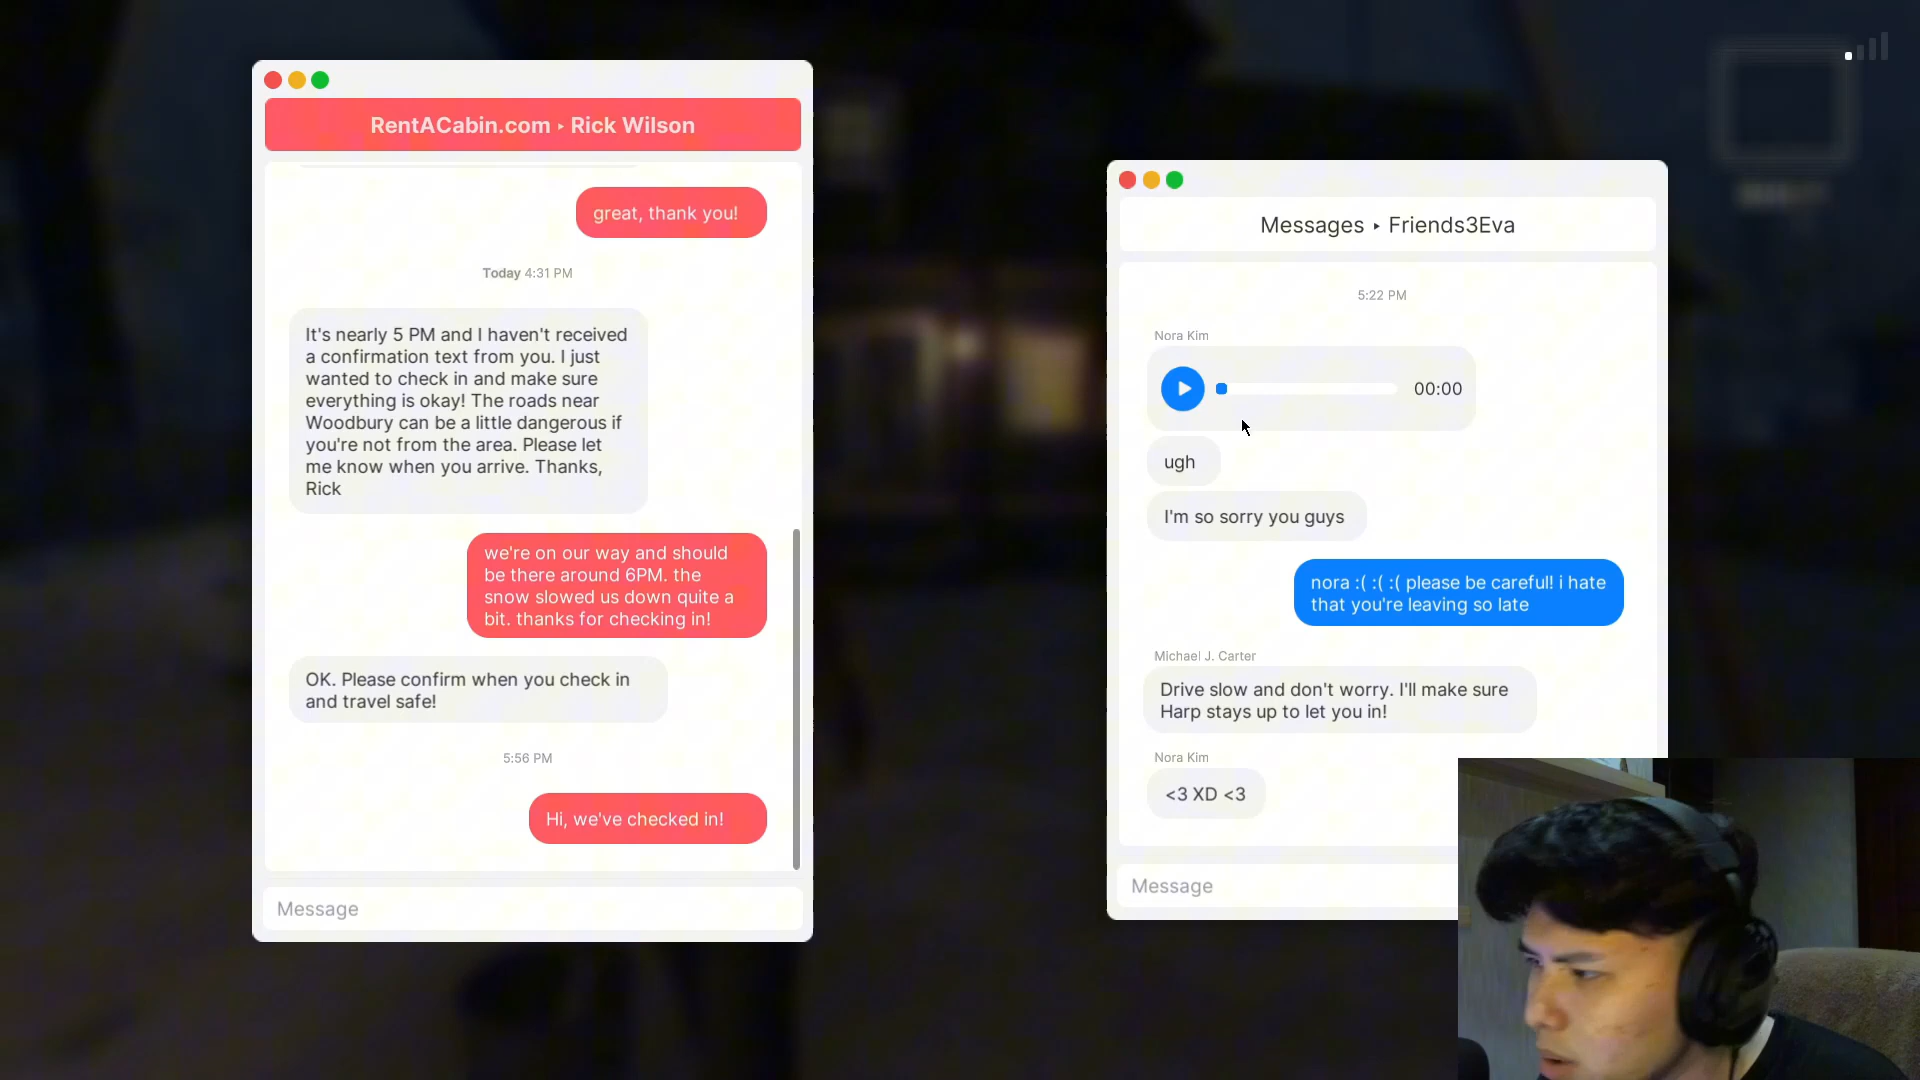 RentACabin.com ‣ Rick Wilson
great, thank you!
Today 4:31 PM
It's nearly 5 PM and I haven't received
a confirmation text from you. I just
wanted to check in and make sure
everything is okay! The roads near
Woodbury can be a little dangerous if
you're not from the area. Please let
me know when you arrive. Thanks,
Rick
we're on our way and should
be there around 6PM. the
snow slowed us down quite a
bit. thanks for checking in!
OK. Please confirm when you check in
and travel safe!
5:56 PM
Hi, we've checked in!
Message
Messages ‣ Friends3Eva
5:22 PM
Nora Kim
00:00
ugh
I'm so sorry you guys
nora :( :( :( please be careful! i hate
that you're leaving so late
Michael J. Carter
Drive slow and don't worry. I'll make sure
Harp stays up to let you in!
Nora Kim
<3 XD <3
Message